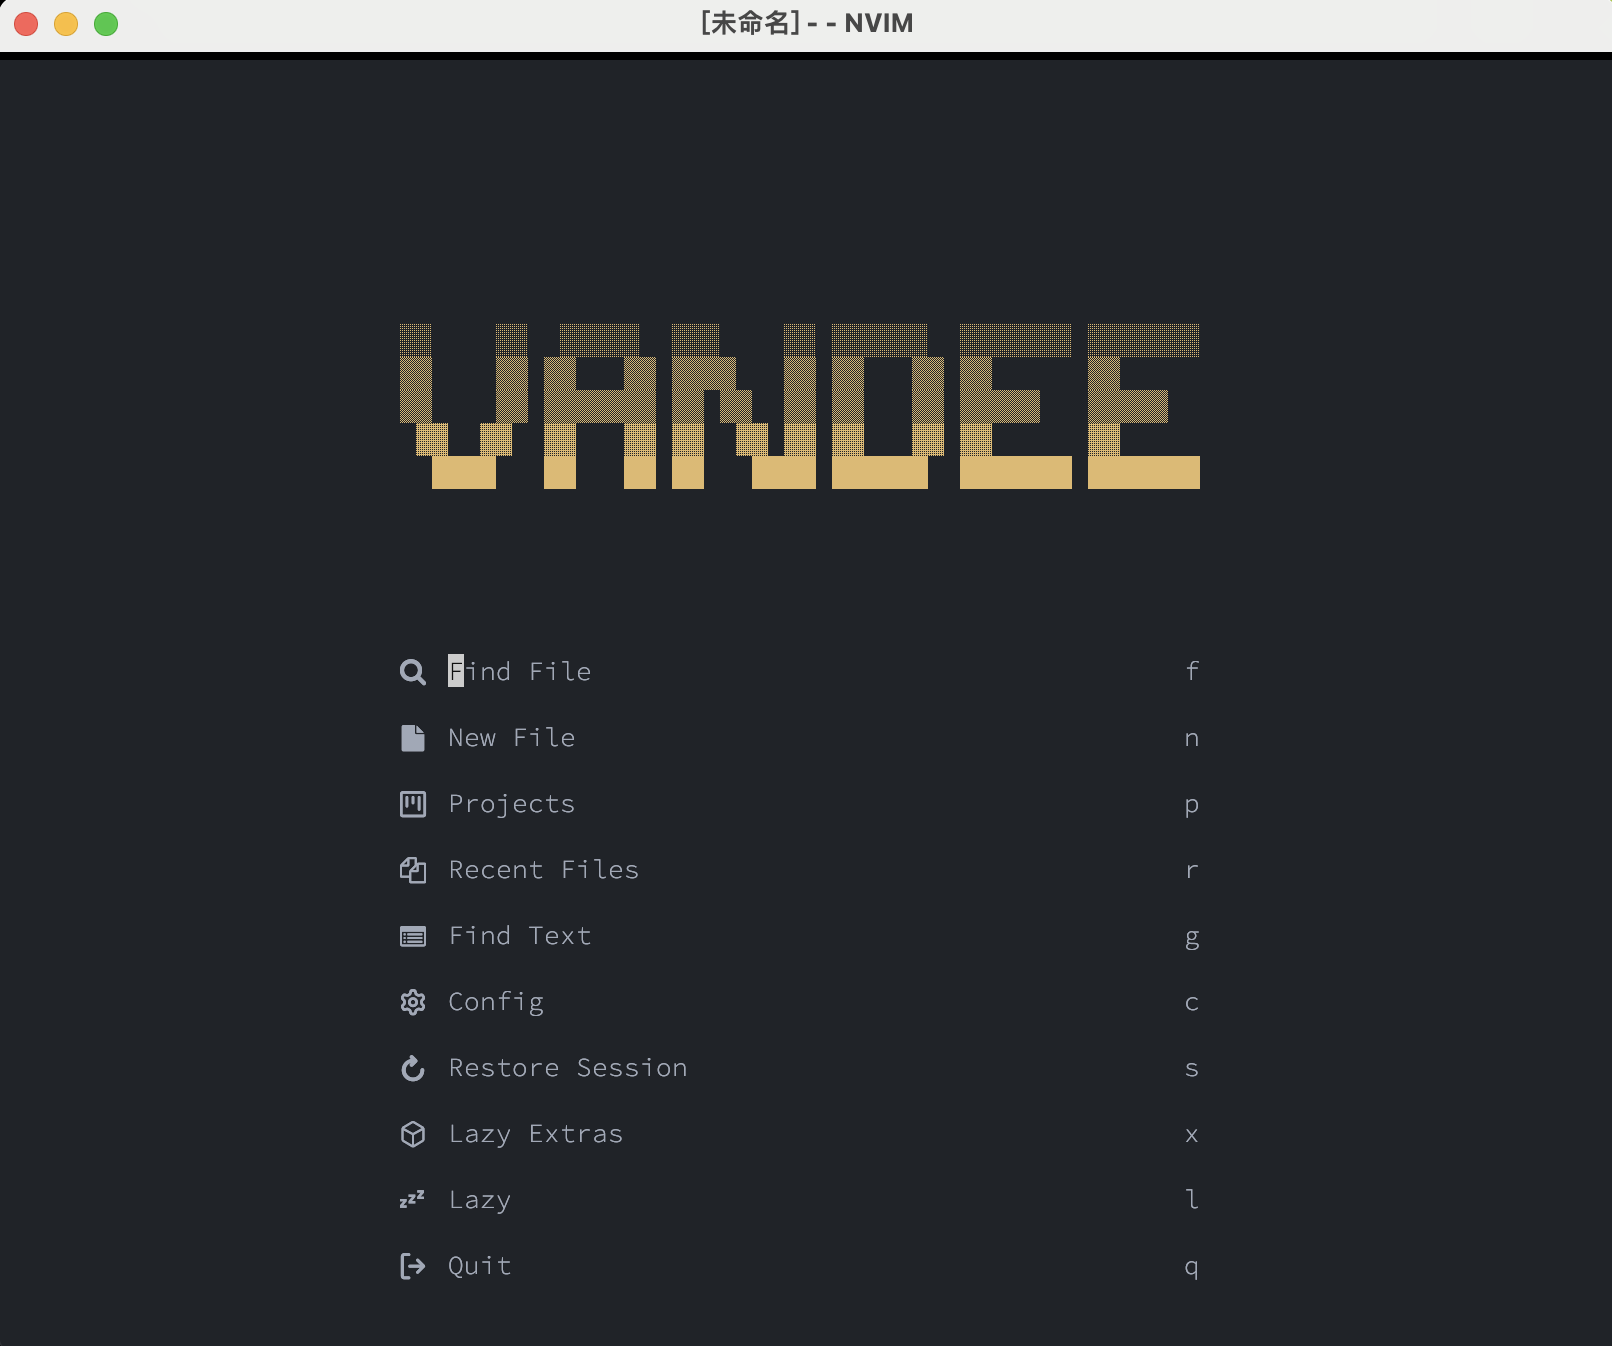 [未命名] - - NVIM
VANDEE
Find File f
New File n
Projects p
Recent Files r
Find Text g
Config c
Restore Session s
Lazy Extras x
zzz Lazy l
Quit q